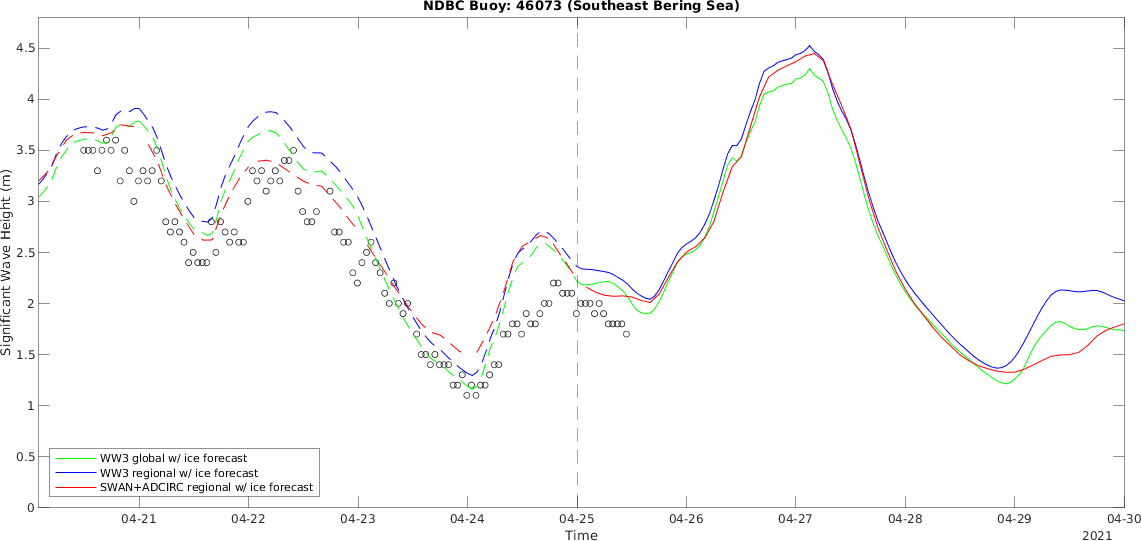 NDBC Buoy: 46073 (Southeast Bering Sea)
Significant Wave Height (m)
4.5
4
3.5
3
2.5
2
1.5
1
0.5
0
WW3 global w/ ice forecast
WW3 regional w/ ice forecast
SWAN+ADCIRC regional w/ ice forecast
04-21 04-22 04-23 04-24 04-25 04-26 04-27 04-28 04-29 04-30
Time
2021